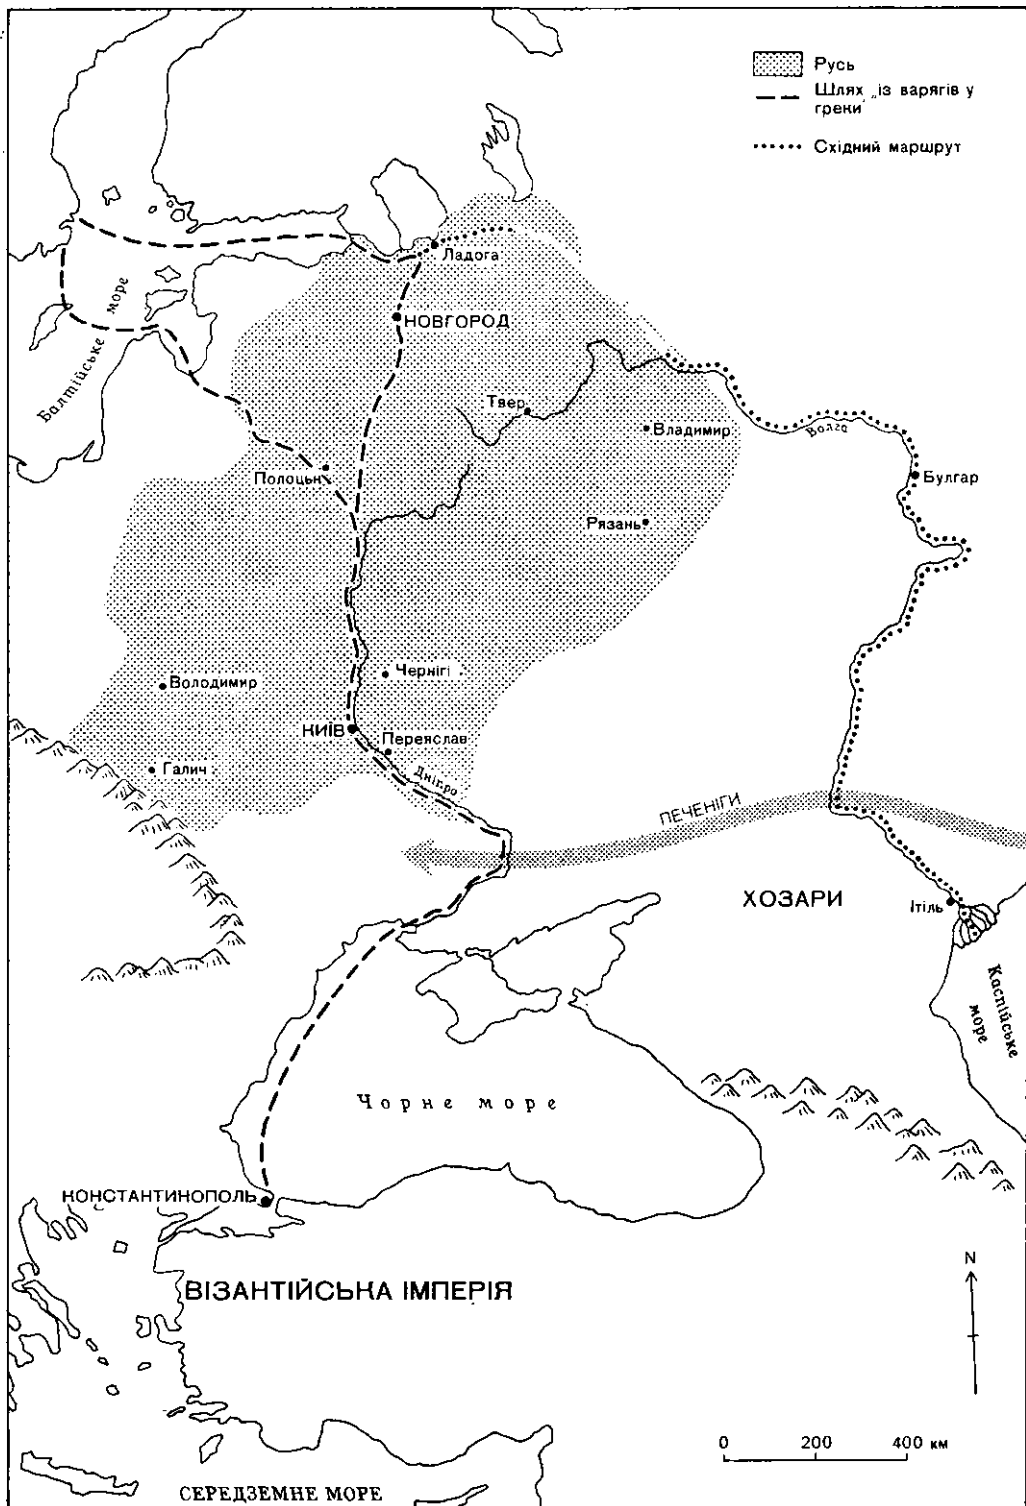 Русь
Шлях „із варягів у
греки”
Східний маршрут
Ладога
НОВГОРОД
Балтійське море
Твер
Владимир
Волга
Булгар
Полоцьк
Рязань
Володимир
Черніг
КИЇВ
Переяслав
Галич
Дніпро
ПЕЧЕНІГИ
ХОЗАРИ
Ітіль
Каспійське
море
Чорне море
КОНСТАНТИНОПОЛЬ
N
ВІЗАНТІЙСЬКА ІМПЕРІЯ
0 200 400 км
СЕРЕДЗЕМНЕ МОРЕ